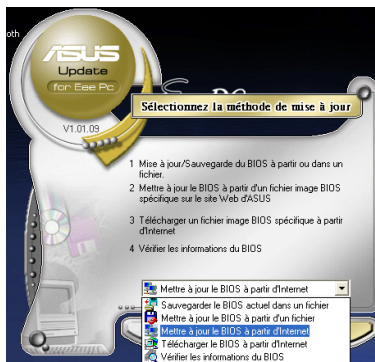 oth
ASUS
Update
for Eee Pc
V1.01.09
Sélectionnez la méthode de mise à jour
1 Mise à jour/Sauvegarde du BIOS à partir ou dans un
fichier.
2 Mettre à jour le BIOS à partir d'un fichier image BIOS
spécifique sur le site Web d'ASUS
3 Télécharger un fichier image BIOS spécifique à partir
d'Internet
4 Vérifier les informations du BIOS
Mettre à jour le BIOS à partir d'Internet
Sauvegarder le BIOS actuel dans un fichier
Mettre à jour le BIOS à partir d'un fichier
Mettre à jour le BIOS à partir d'Internet
Télécharger le BIOS à partir d'Internet
Vérifier les informations du BIOS